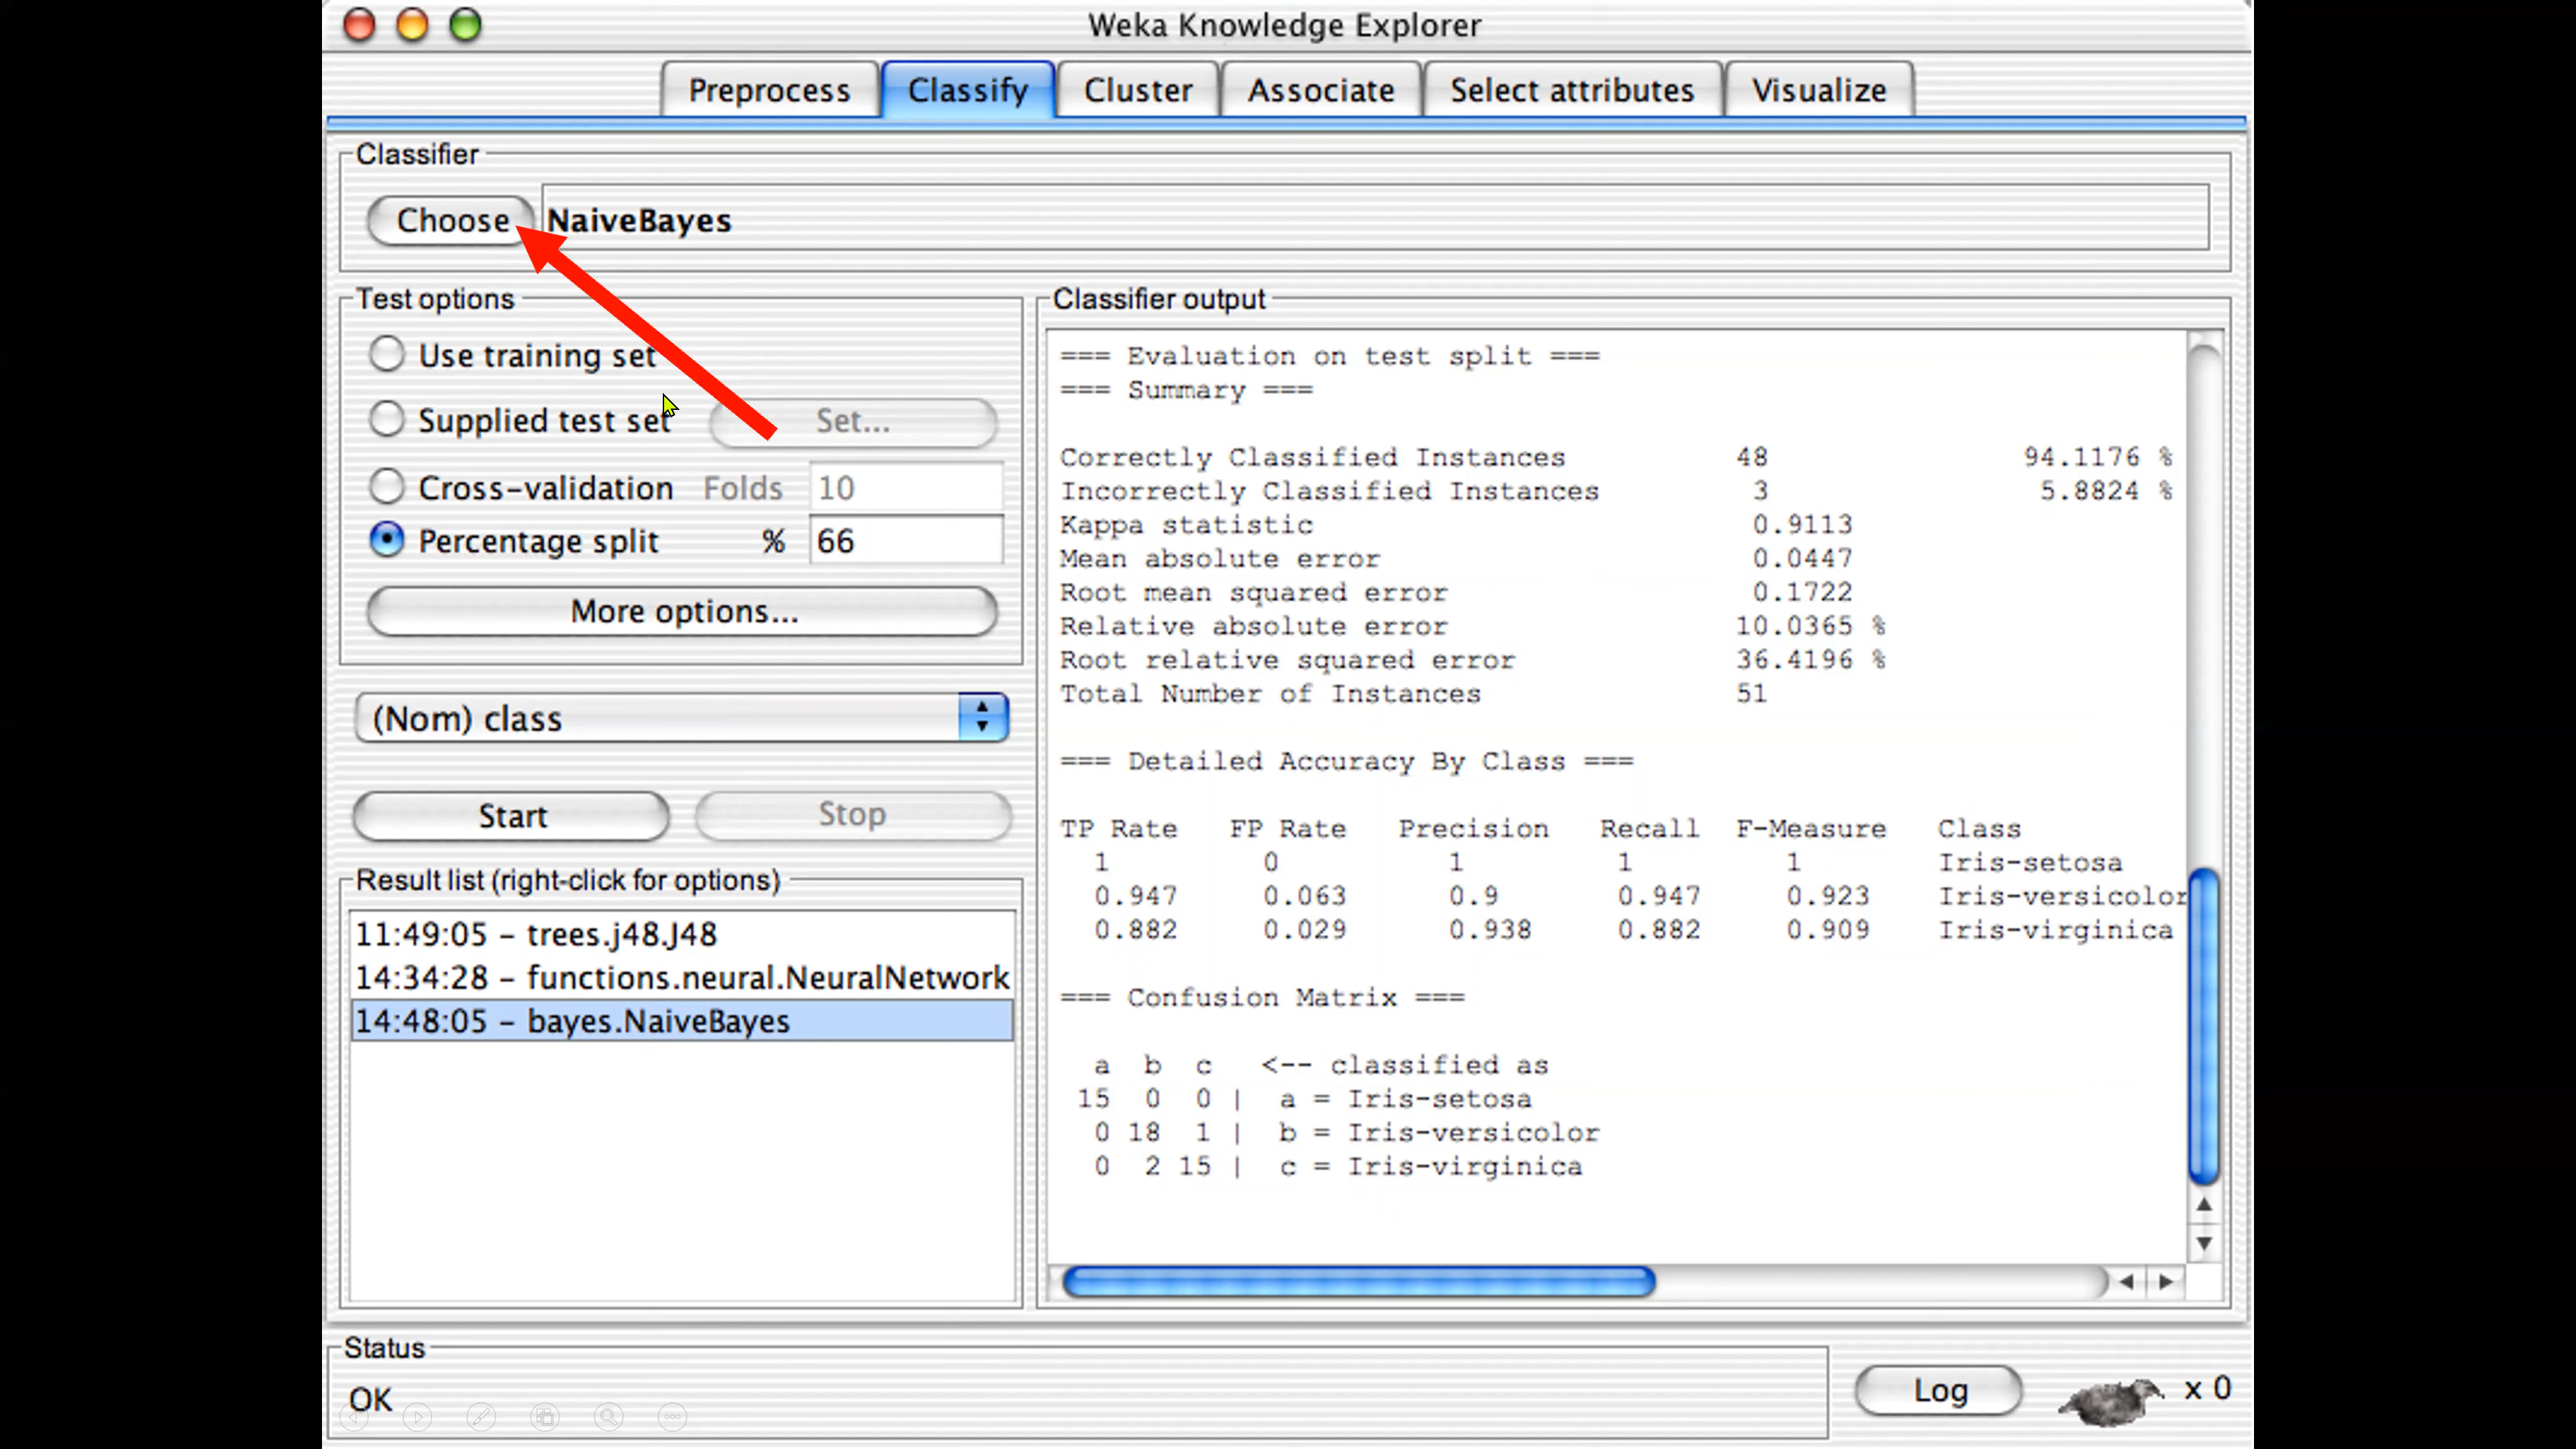 Weka Knowledge Explorer
Preprocess Classify Cluster Associate Select attributes Visualize
Classifier
Choose NaiveBayes
Test options
Use training set
Supplied test set Set...
Cross-validation Folds 10
Percentage split % 66
More options...
(Nom) class
Start Stop
Result list (right-click for options)
11:49:05 - trees.j48.J48
14:34:28 - functions.neural.NeuralNetwork
14:48:05 - bayes.NaiveBayes
Classifier output
=== Evaluation on test split ===
=== Summary ===
Correctly Classified Instances 48 94.1176 %
Incorrectly Classified Instances 3 5.8824 %
Kappa statistic 0.9113
Mean absolute error 0.0447
Root mean squared error 0.1722
Relative absolute error 10.0365 %
Root relative squared error 36.4196 %
Total Number of Instances 51
=== Detailed Accuracy By Class ===
TP Rate FP Rate Precision Recall F-Measure Class
1 0 1 1 1 Iris-setosa
0.947 0.063 0.9 0.947 0.923 Iris-versicolor
0.882 0.029 0.938 0.882 0.909 Iris-virginica
=== Confusion Matrix ===
a b c <-- classified as
15 0 0 | a = Iris-setosa
0 18 1 | b = Iris-versicolor
0 2 15 | c = Iris-virginica
Status
OK
Log x 0